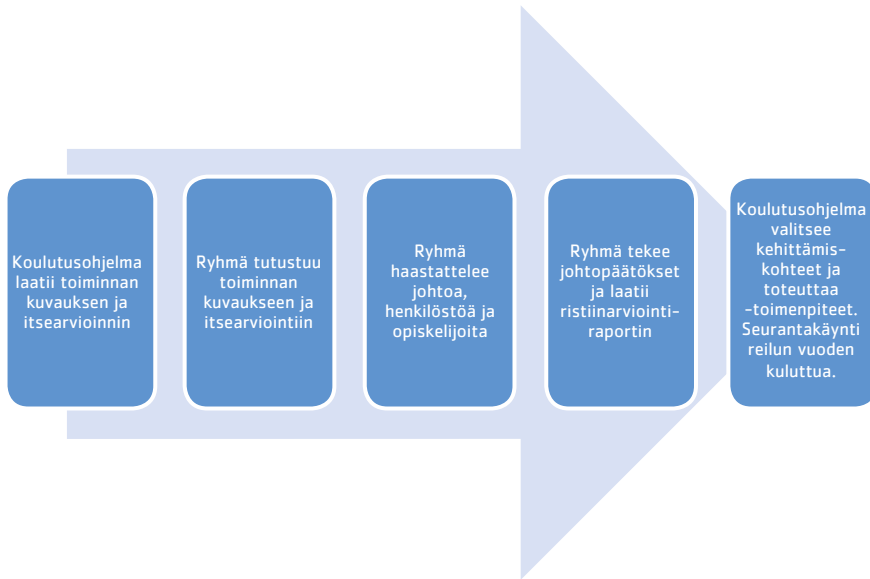 Koulutusohjelma
laatii toiminnan
kuvauksen ja
itsearvioinnin
Ryhmä tutustuu
toiminnan
kuvaukseen ja
itsearviointiin
Ryhmä
haastattelee
johtoa,
henkilöstöä ja
opiskelijoita
Ryhmä tekee
johtopäätökset
ja laatii
ristiinarviointi-
raportin
Koulutusohjelma
valitsee
kehittämis-
kohteet ja
toteuttaa
-toimenpiteet.
Seurantakäynti
reilun vuoden
kuluttua.